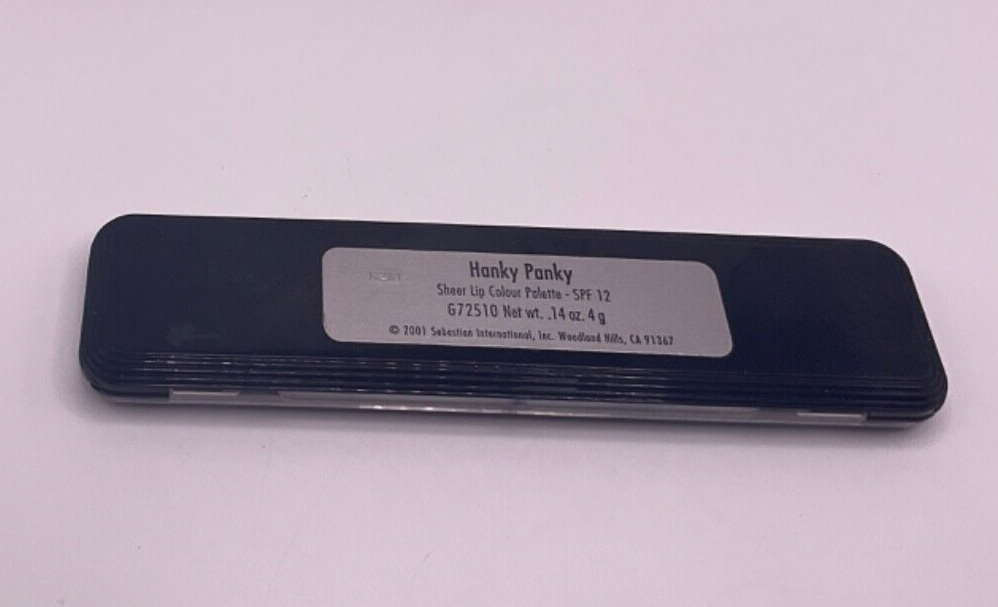 Hanky Panky
Sheer Lip Colour Palette - SPF 12
G72510 Net wt. .14 oz. 4 g
© 2001 Sebastian International, Inc. Woodland Hills, CA 91367